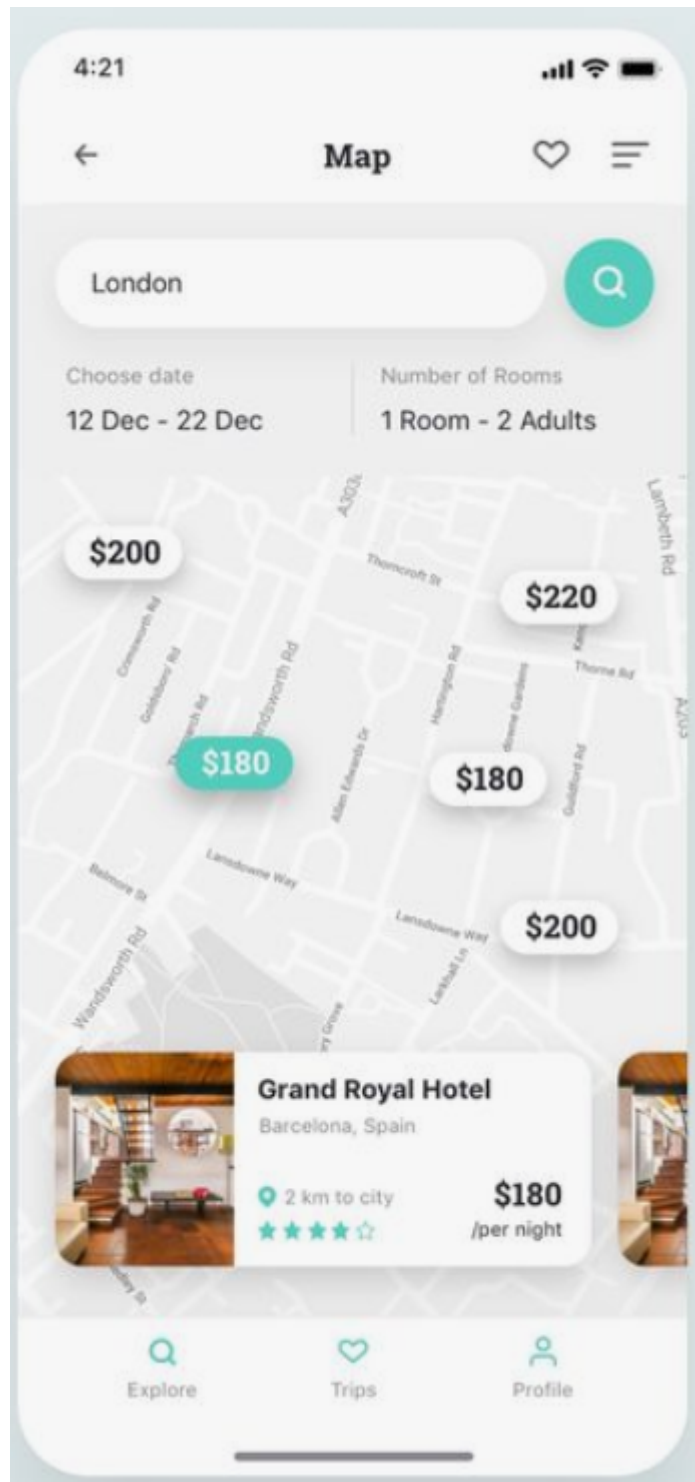 4:21
Map
London
Choose date
Number of Rooms
12 Dec - 22 Dec
1 Room - 2 Adults
Lambeth Rd
$200
Thorncroft St
$220
Thorne Rd
Hartington Rd
Guildford Rd
Allen Edwards Dr
$180
$180
Lansdowne Way
Belmore St
Lansdowne Way
$200
Larkhall Ln
Wandsworth Rd
Grand Royal Hotel
Barcelona, Spain
2 km to city
$180
/per night
Explore
Trips
Profile